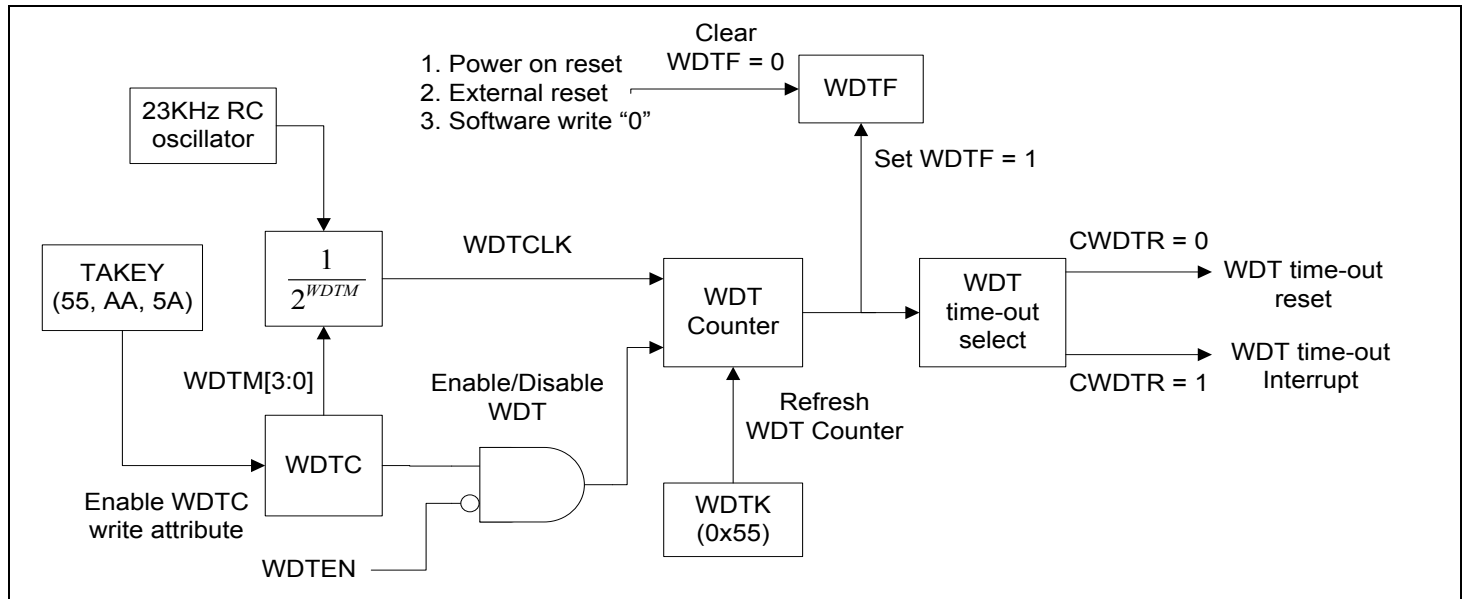 Clear
WDTF = 0
1. Power on reset
2. External reset
3. Software write “0”
WDTF
23KHz RC
oscillator
Set WDTF = 1
TAKEY
(55, AA, 5A)
1
2^WDTM
WDTCLK
WDT
Counter
WDT
time-out
select
CWDTR = 0
WDT time-out
reset
WDT time-out
Interrupt
CWDTR = 1
WDTM[3:0]
Enable/Disable
WDT
Refresh
WDT Counter
WDTC
Enable WDTC
write attribute
WDTK
(0x55)
WDTEN